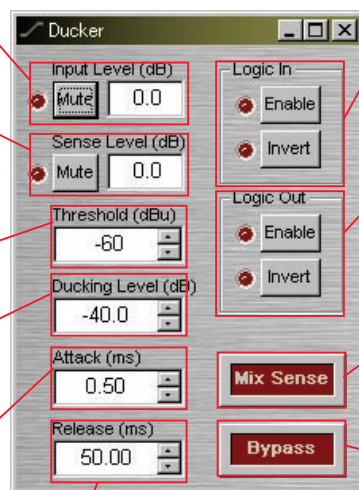 Ducker
Input Level (dB)
Mute 0.0
Sense Level (dB)
Mute 0.0
Threshold (dBu)
-60
Ducking Level (dB)
-40.0
Attack (ms)
0.50
Release (ms)
50.00
Logic In
Enable
Invert
Logic Out
Enable
Invert
Mix Sense
Bypass